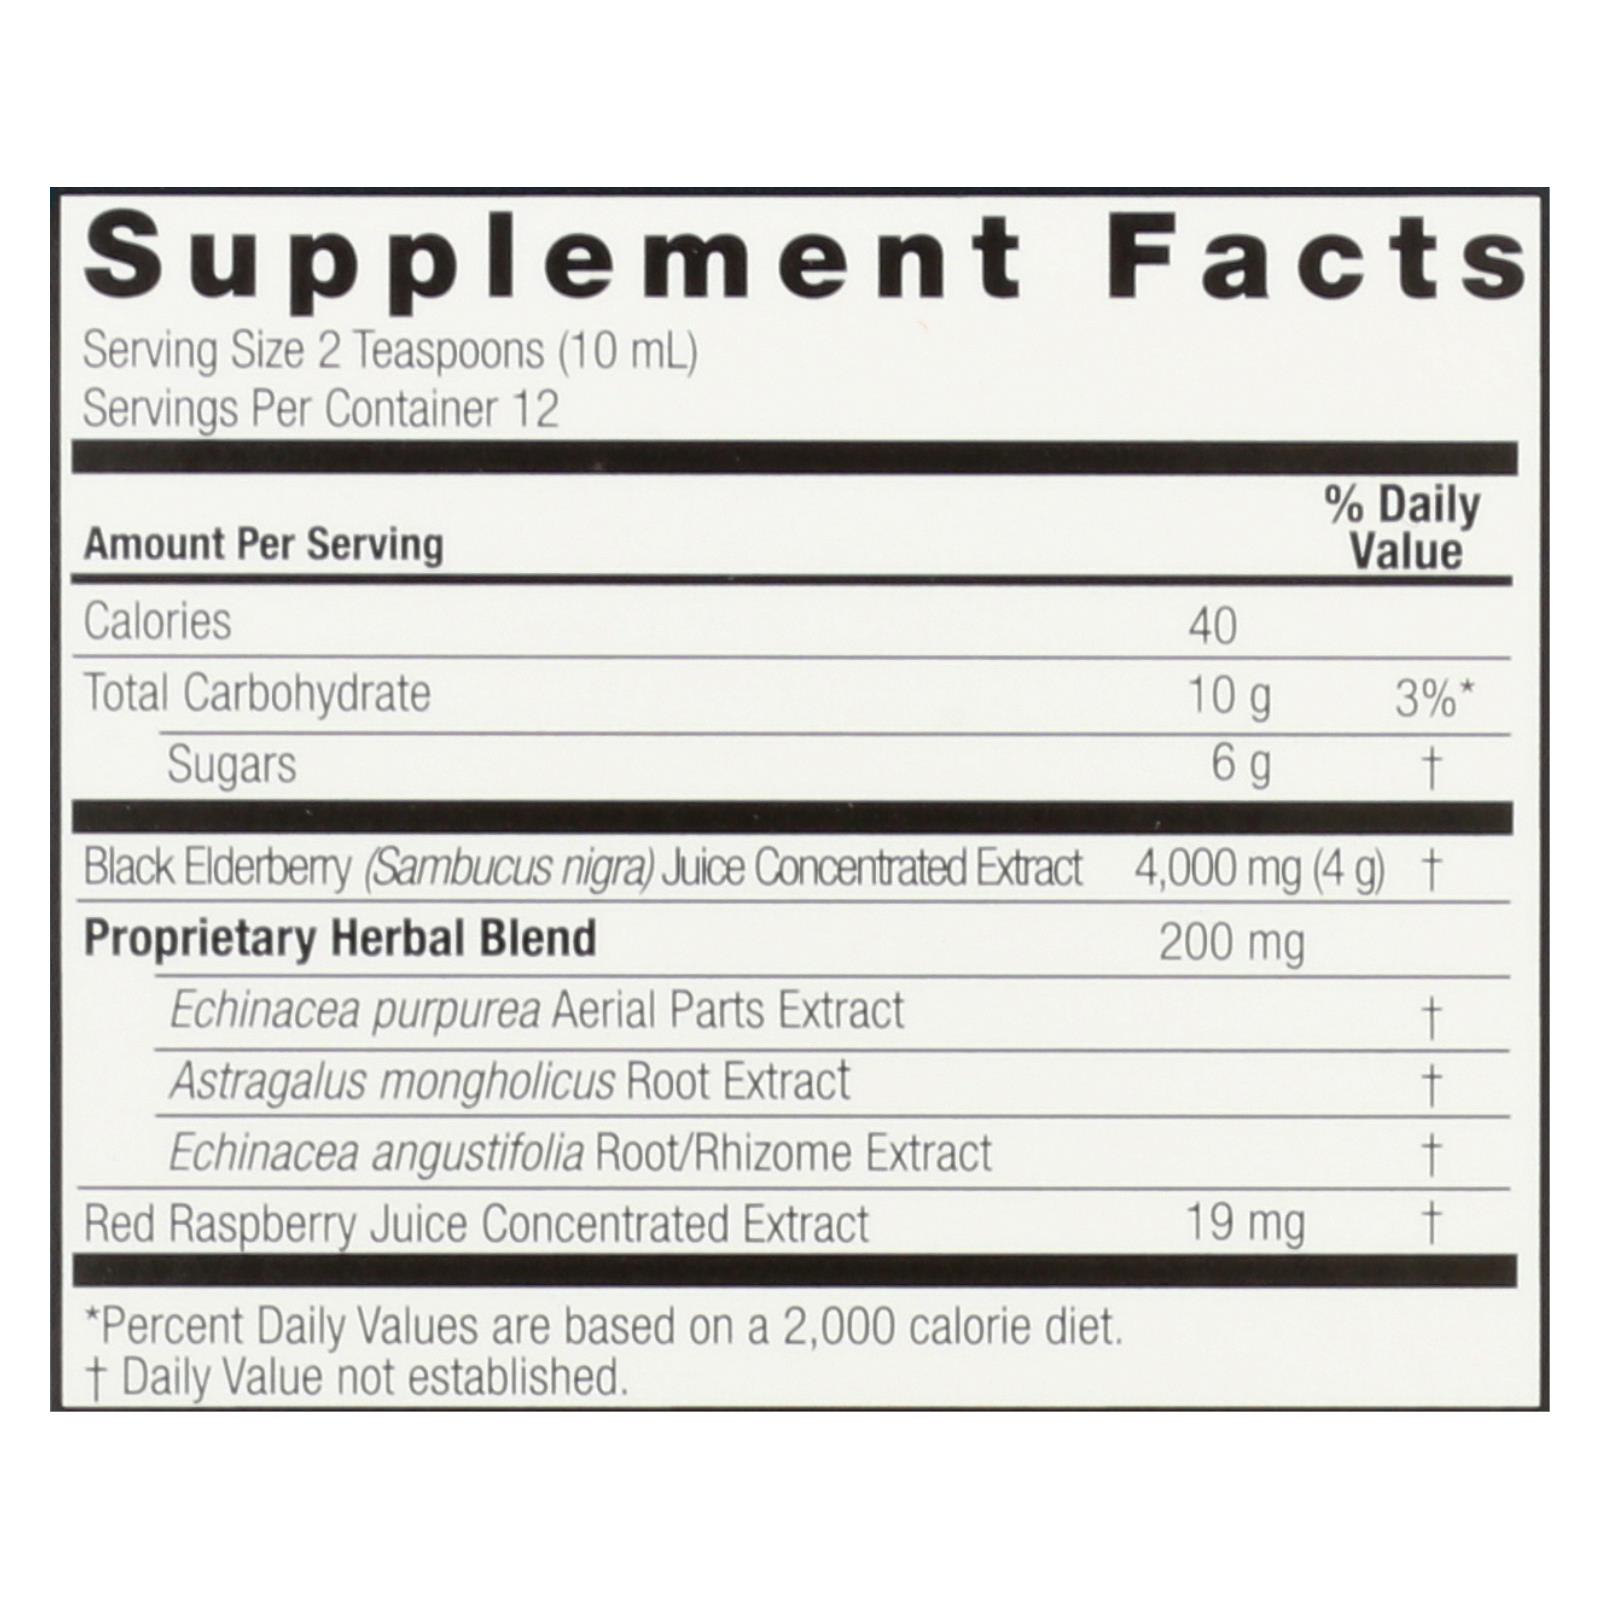 Supplement Facts
Serving Size 2 Teaspoons (10 mL)
Servings Per Container 12
% Daily
Amount Per Serving Value
Calories 40
Total Carbohydrate 10 g 3%*
Sugars 6 g †
Black Elderberry (Sambucus nigra) Juice Concentrated Extract 4,000 mg (4 g) †
Proprietary Herbal Blend 200 mg
Echinacea purpurea Aerial Parts Extract †
Astragalus mongholicus Root Extract †
Echinacea angustifolia Root/Rhizome Extract †
Red Raspberry Juice Concentrated Extract 19 mg †
*Percent Daily Values are based on a 2,000 calorie diet.
† Daily Value not established.